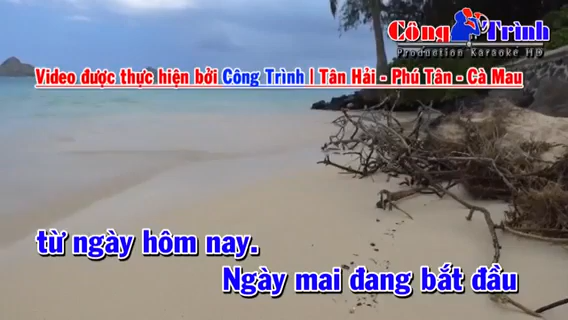 Công Trình
Production Karaoke HD
Video được thực hiện bởi Công Trình | Tân Hải - Phú Tân - Cà Mau
từ ngày hôm nay.
Ngày mai đang bắt đầu